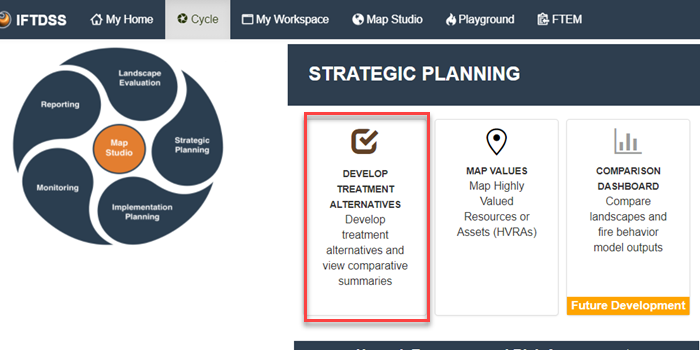 IFTDSS
My Home
Cycle
My Workspace
Map Studio
Playground
FTEM
Landscape
Evaluation
Reporting
Strategic
Planning
Map
Studio
Monitoring
Implementation
Planning
STRATEGIC PLANNING
DEVELOP
TREATMENT
ALTERNATIVES
Develop
treatment
alternatives and
view comparative
summaries
MAP VALUES
Map Highly
Valued
Resources or
Assets (HVRAs)
COMPARISON
DASHBOARD
Compare
landscapes and
fire behavior
model outputs
Future Development